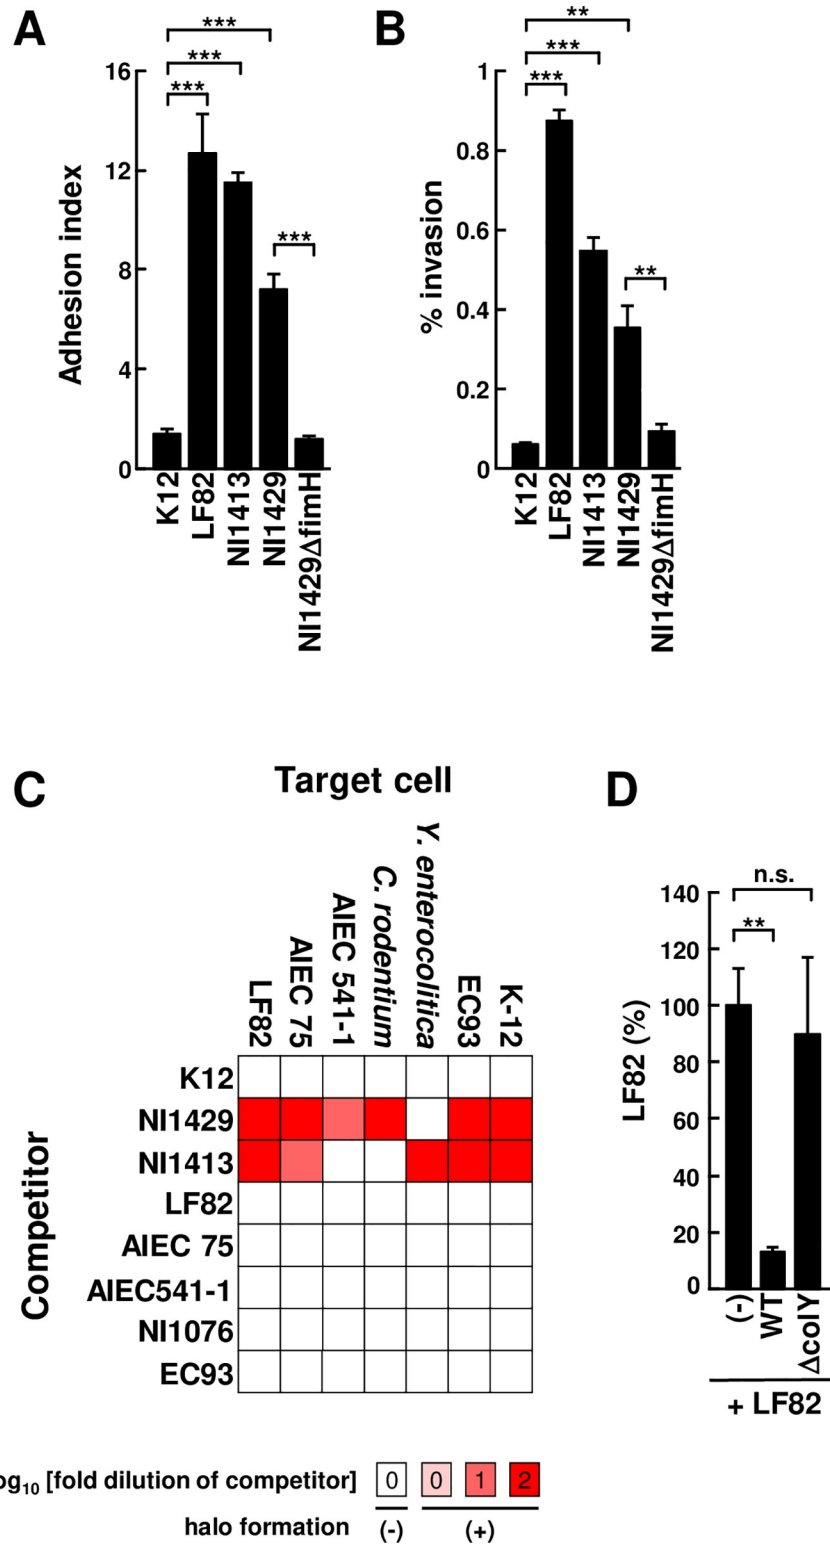 A
***
***
***
***
16
12
8
4
0
Adhesion index
K12
LF82
NI1413
NI1429
NI1429ΔfimH
B
**
***
***
**
1
0.8
0.6
0.4
0.2
0
% invasion
K12
LF82
NI1413
NI1429
NI1429ΔfimH
C
Target cell
LF82
AIEC 75
AIEC 541-1
C. rodentium
Y. enterocolitica
EC93
K-12
Competitor
K12
NI1429
NI1413
LF82
AIEC 75
AIEC541-1
NI1076
EC93
og10 [fold dilution of competitor]
0 0 1 2
halo formation (-) (+)
D
n.s.
**
140
120
100
80
60
40
20
0
LF82 (%)
(-)
WT
ΔcolY
+ LF82